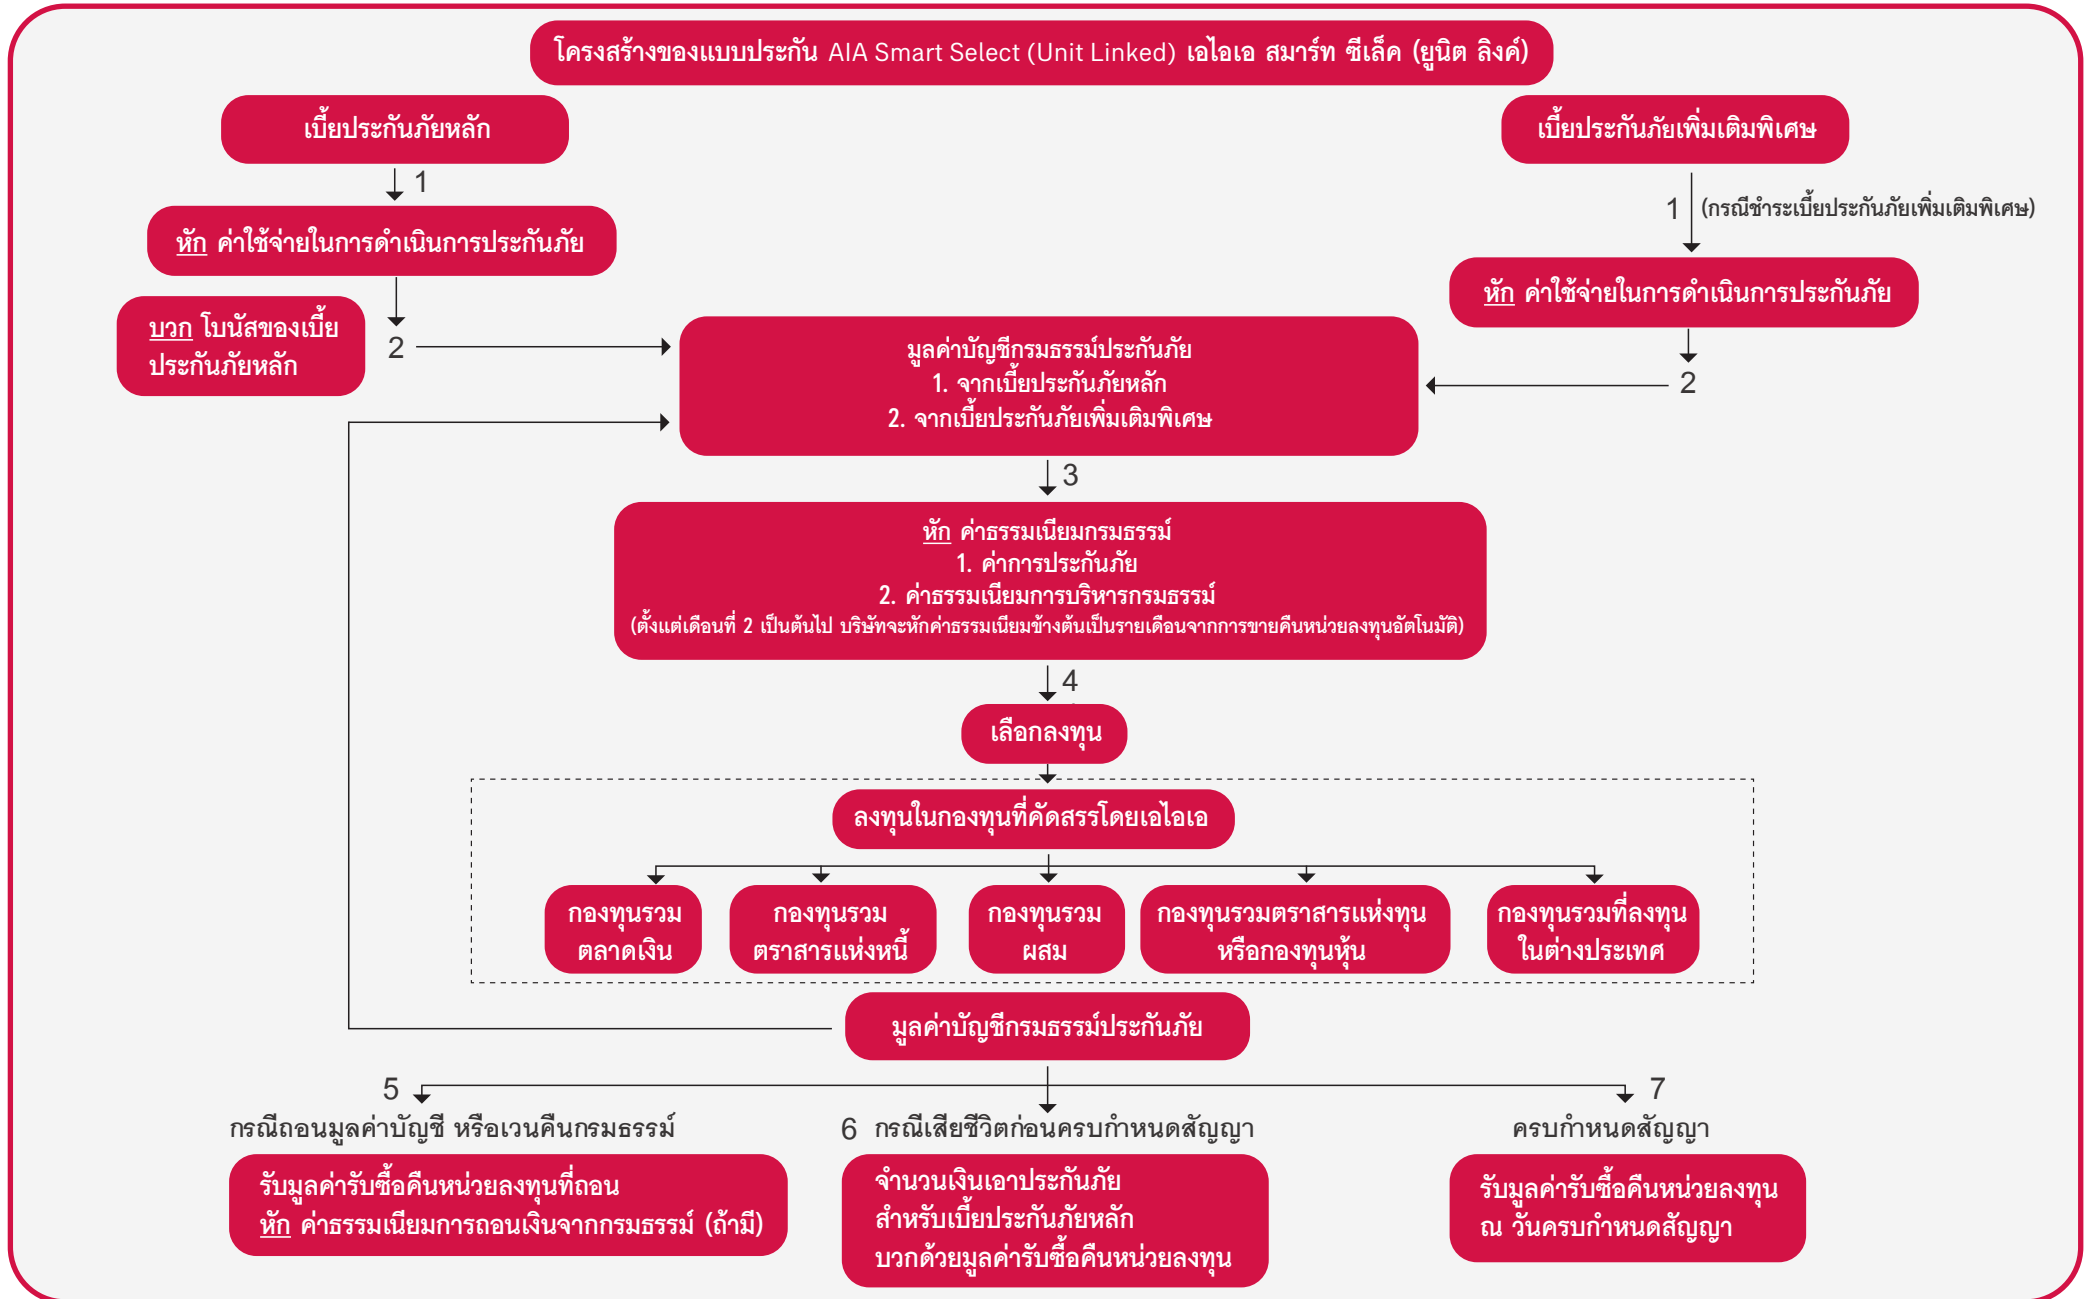 โครงสร้างของแบบประกัน AIA Smart Select (Unit Linked) เอไอเอ สมาร์ท ซีเล็ค (ยูนิต ลิงค์)
เบี้ยประกันภัยหลัก
เบี้ยประกันภัยเพิ่มเติมพิเศษ
1
1 (กรณีชำระเบี้ยประกันภัยเพิ่มเติมพิเศษ)
หัก ค่าใช้จ่ายในการดำเนินการประกันภัย
หัก ค่าใช้จ่ายในการดำเนินการประกันภัย
บวก โบนัสของเบี้ย
ประกันภัยหลัก
2
2
มูลค่าบัญชีกรมธรรม์ประกันภัย
1. จากเบี้ยประกันภัยหลัก
2. จากเบี้ยประกันภัยเพิ่มเติมพิเศษ
3
หัก ค่าธรรมเนียมกรมธรรม์
1. ค่าการประกันภัย
2. ค่าธรรมเนียมการบริหารกรมธรรม์
(ตั้งแต่เดือนที่ 2 เป็นต้นไป บริษัทจะหักค่าธรรมเนียมข้างต้นเป็นรายเดือนจากการขายคืนหน่วยลงทุนอัตโนมัติ)
4
เลือกลงทุน
ลงทุนในกองทุนที่คัดสรรโดยเอไอเอ
กองทุนรวม
ตลาดเงิน
กองทุนรวม
ตราสารแห่งหนี้
กองทุนรวม
ผสม
กองทุนรวมตราสารแห่งทุน
หรือกองทุนหุ้น
กองทุนรวมที่ลงทุน
ในต่างประเทศ
มูลค่าบัญชีกรมธรรม์ประกันภัย
5
กรณีถอนมูลค่าบัญชี หรือเวนคืนกรมธรรม์
รับมูลค่ารับซื้อคืนหน่วยลงทุนที่ถอน
หัก ค่าธรรมเนียมการถอนเงินจากกรมธรรม์ (ถ้ามี)
6 กรณีเสียชีวิตก่อนครบกำหนดสัญญา
จำนวนเงินเอาประกันภัย
สำหรับเบี้ยประกันภัยหลัก
บวกด้วยมูลค่ารับซื้อคืนหน่วยลงทุน
7
ครบกำหนดสัญญา
รับมูลค่ารับซื้อคืนหน่วยลงทุน
ณ วันครบกำหนดสัญญา